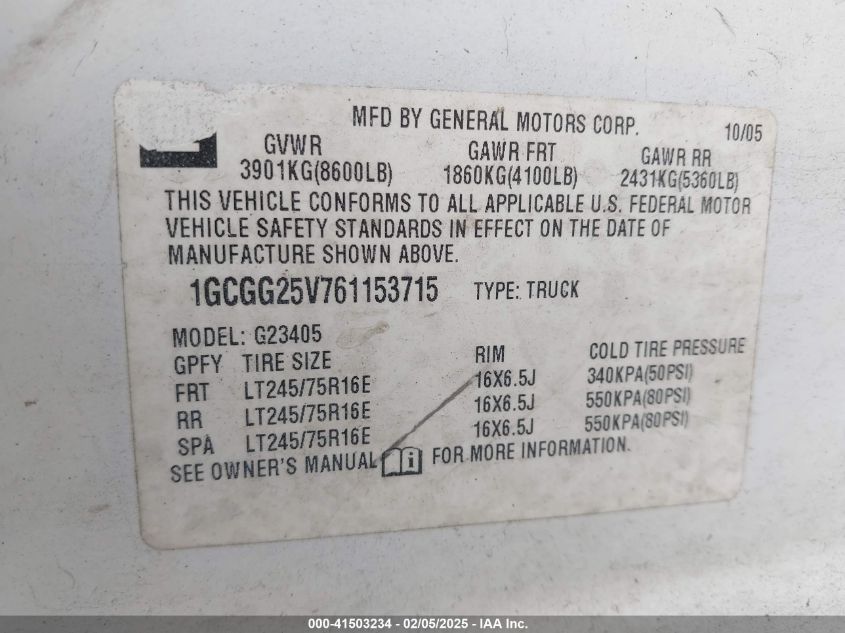 MFD BY GENERAL MOTORS CORP. 10/05
GVWR GAWR FRT GAWR RR
3901KG(8600LB) 1860KG(4100LB) 2431KG(5360LB)
THIS VEHICLE CONFORMS TO ALL APPLICABLE U.S. FEDERAL MOTOR
VEHICLE SAFETY STANDARDS IN EFFECT ON THE DATE OF
MANUFACTURE SHOWN ABOVE.
1GCGG25V761153715 TYPE: TRUCK
MODEL: G23405
GPFY TIRE SIZE RIM COLD TIRE PRESSURE
FRT LT245/75R16E 16X6.5J 340KPA(50PSI)
RR LT245/75R16E 16X6.5J 550KPA(80PSI)
SPA LT245/75R16E 16X6.5J 550KPA(80PSI)
SEE OWNER'S MANUAL FOR MORE INFORMATION.
000-41503234 - 02/05/2025 - IAA Inc.